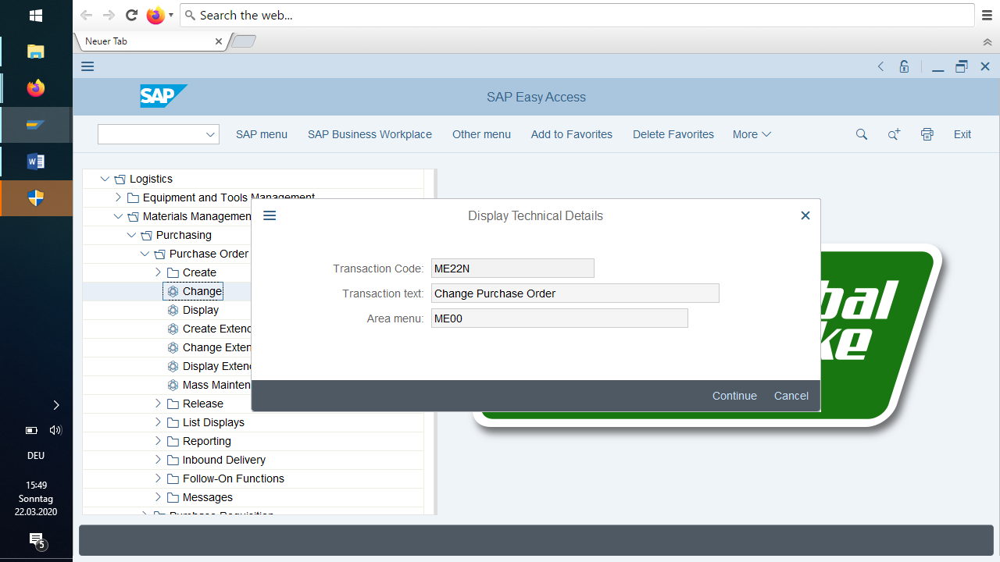 Search the web...
Neuer Tab
SAP
SAP Easy Access
SAP menu
SAP Business Workplace
Other menu
Add to Favorites
Delete Favorites
More
Exit
Logistics
Equipment and Tools Management
Materials Managemen
Purchasing
Purchase Order
Create
Change
Display
Create Extend
Change Exten
Display Exten
Mass Mainten
Release
List Displays
Reporting
Inbound Delivery
Follow-On Functions
Messages
Display Technical Details
Transaction Code:
ME22N
Transaction text:
Change Purchase Order
Area menu:
ME00
Continue
Cancel
bal
ke
DEU
15:49
Sonntag
22.03.2020
5